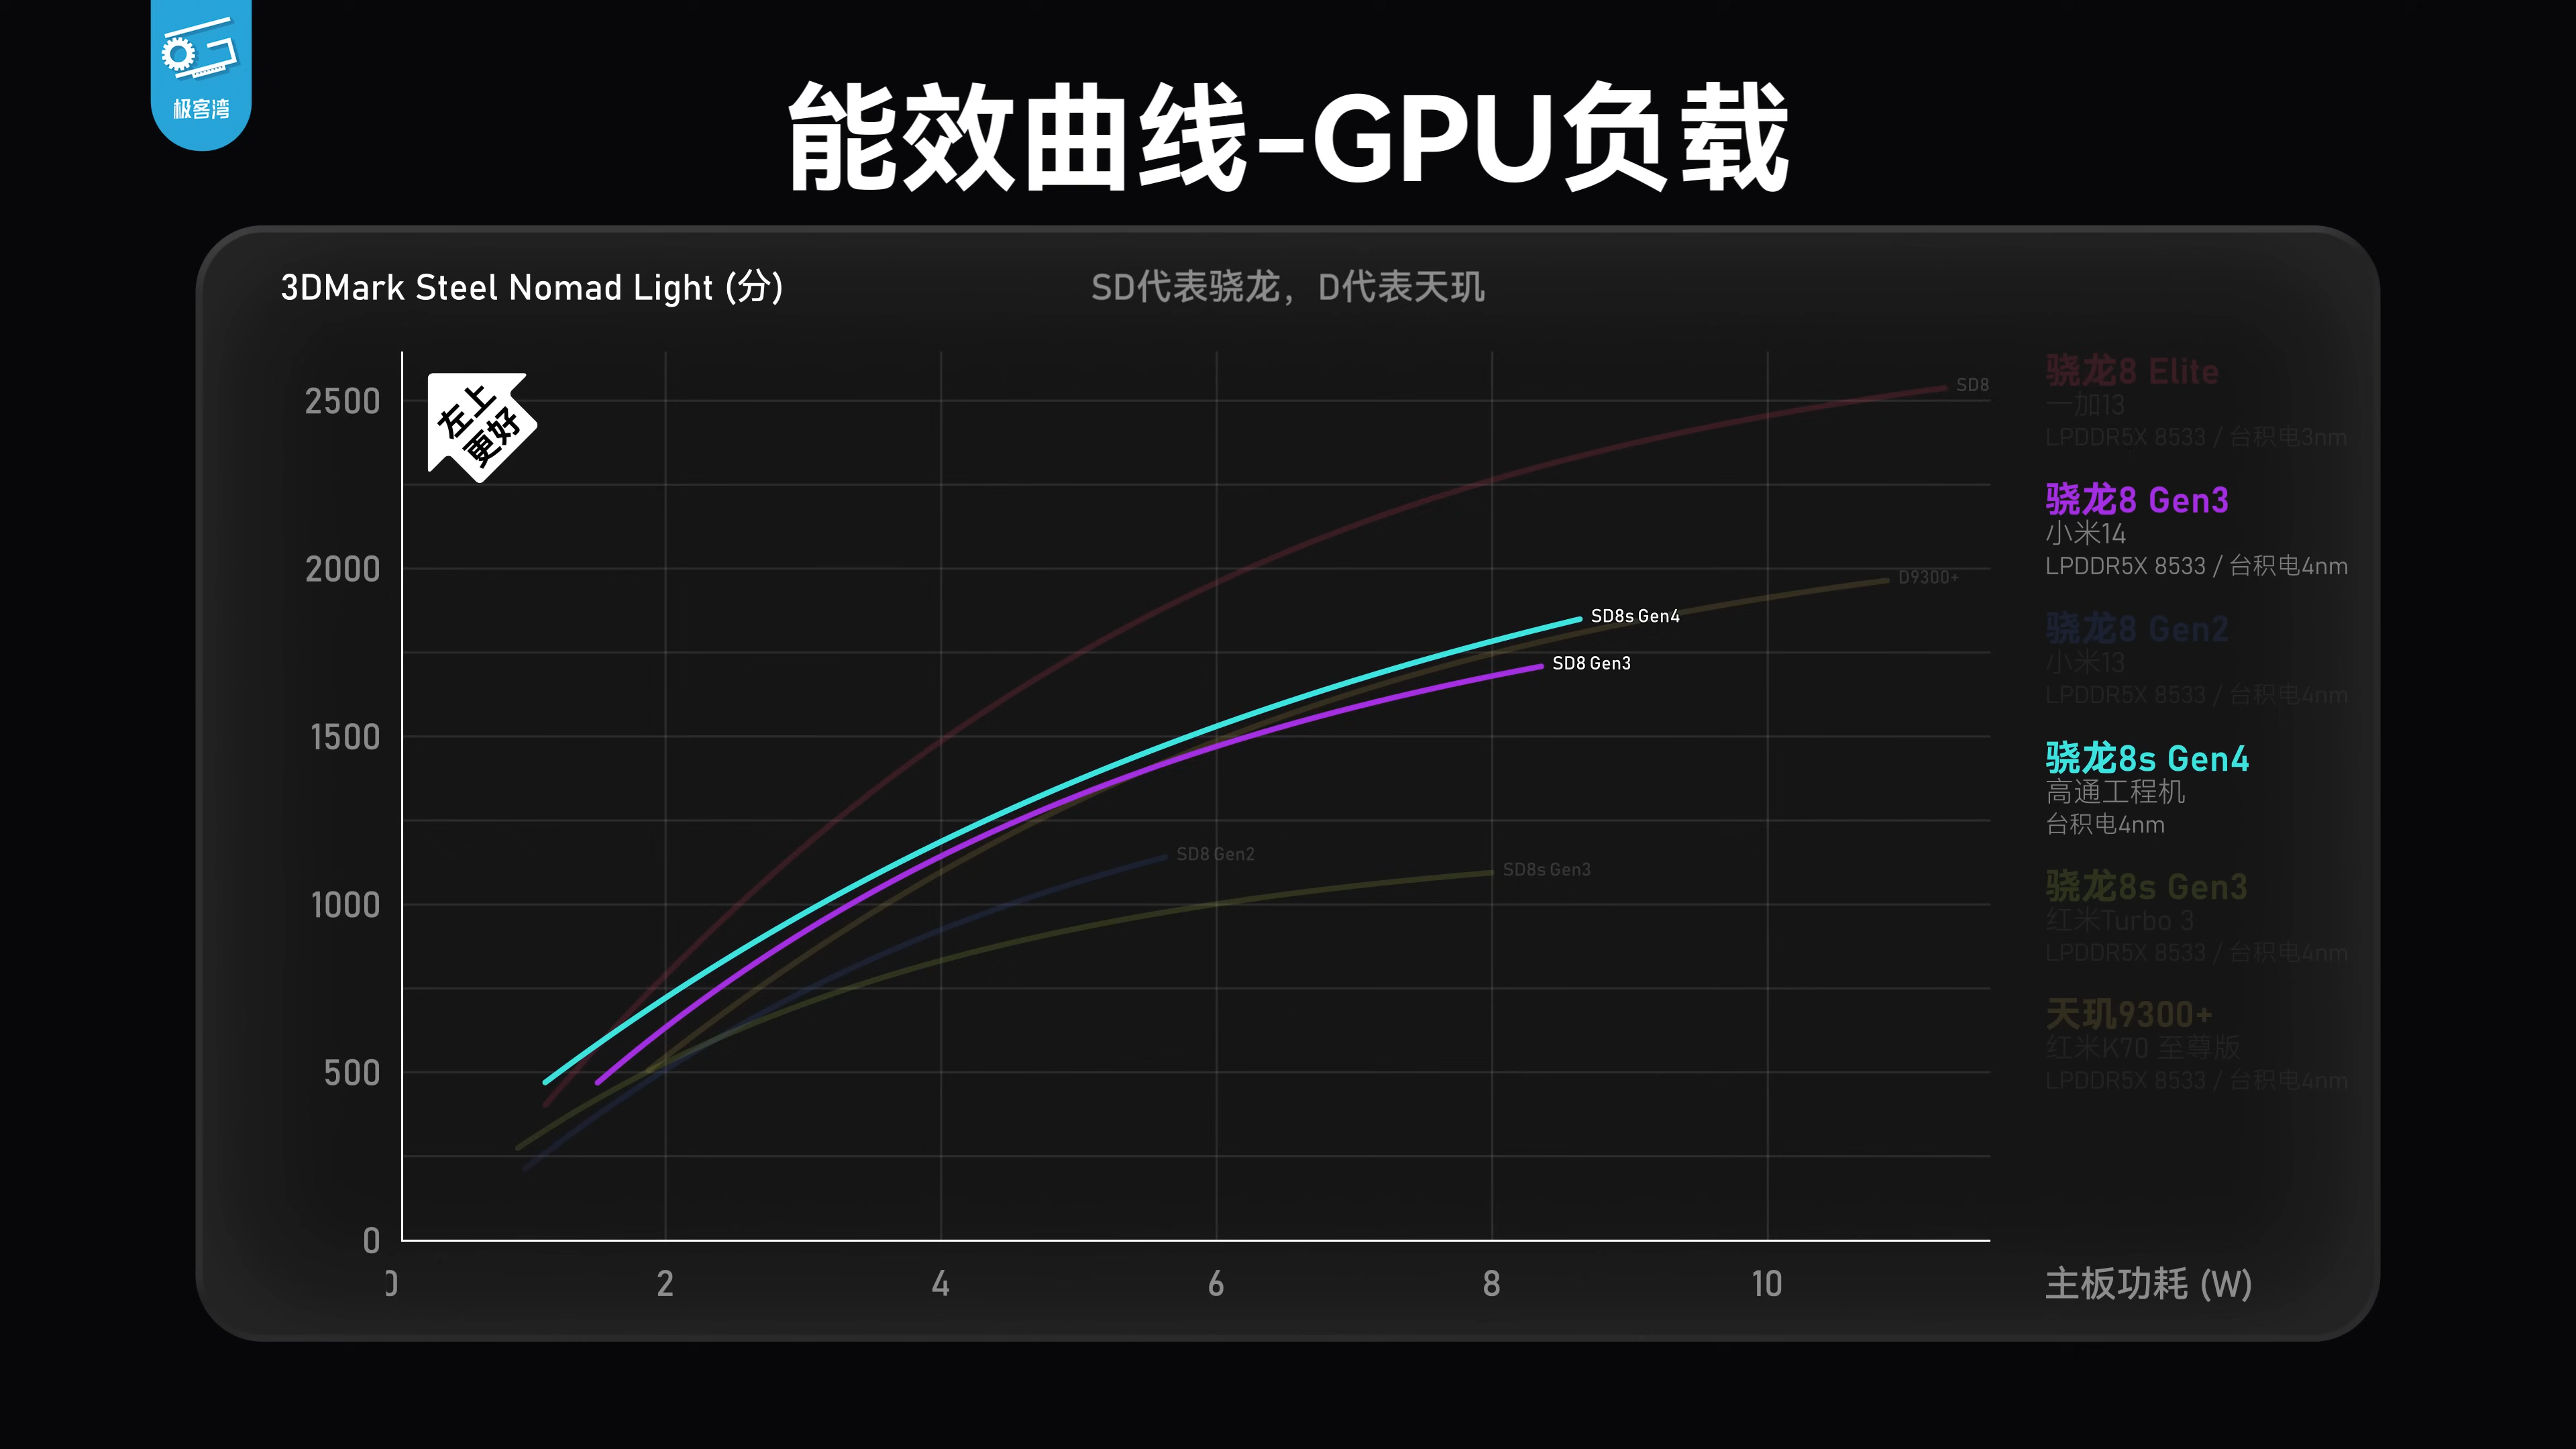 极客湾
能效曲线-GPU负载
3DMark Steel Nomad Light (分)
SD代表骁龙，D代表天玑
左上
更好
2500
2000
1500
1000
500
0
0
2
4
6
8
10
主板功耗 (W)
SD8
D9300+
SD8s Gen4
SD8 Gen3
SD8 Gen2
SD8s Gen3
骁龙8 Elite
一加13
LPDDR5X 8533 / 台积电3nm
骁龙8 Gen3
小米14
LPDDR5X 8533 / 台积电4nm
骁龙8 Gen2
小米13
LPDDR5X 8533 / 台积电4nm
骁龙8s Gen4
高通工程机
台积电4nm
骁龙8s Gen3
红米Turbo 3
LPDDR5X 8533 / 台积电4nm
天玑9300+
红米K70 至尊版
LPDDR5X 8533 / 台积电4nm